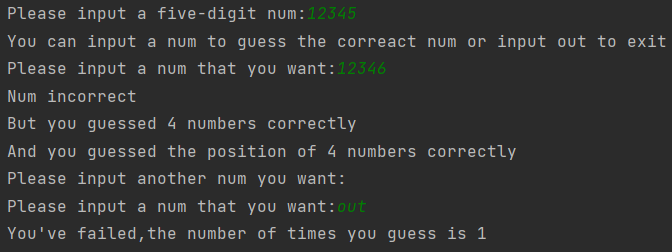 Please input a five-digit num:12345
You can input a num to guess the correact num or input out to exit
Please input a num that you want:12346
Num incorrect
But you guessed 4 numbers correctly
And you guessed the position of 4 numbers correctly
Please input another num you want:
Please input a num that you want:out
You've failed,the number of times you guess is 1